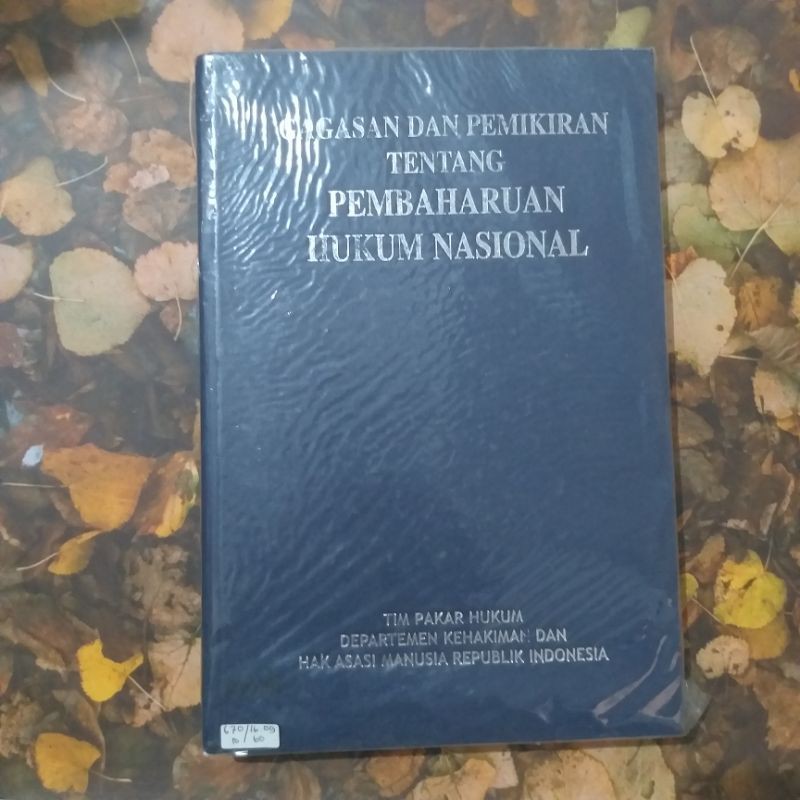 GAGASAN DAN PEMIKIRAN
TENTANG
PEMBAHARUAN
HUKUM NASIONAL
TIM PAKAR HUKUM
DEPARTEMEN KEHAKIMAN DAN
HAK ASASI MANUSIA REPUBLIK INDONESIA